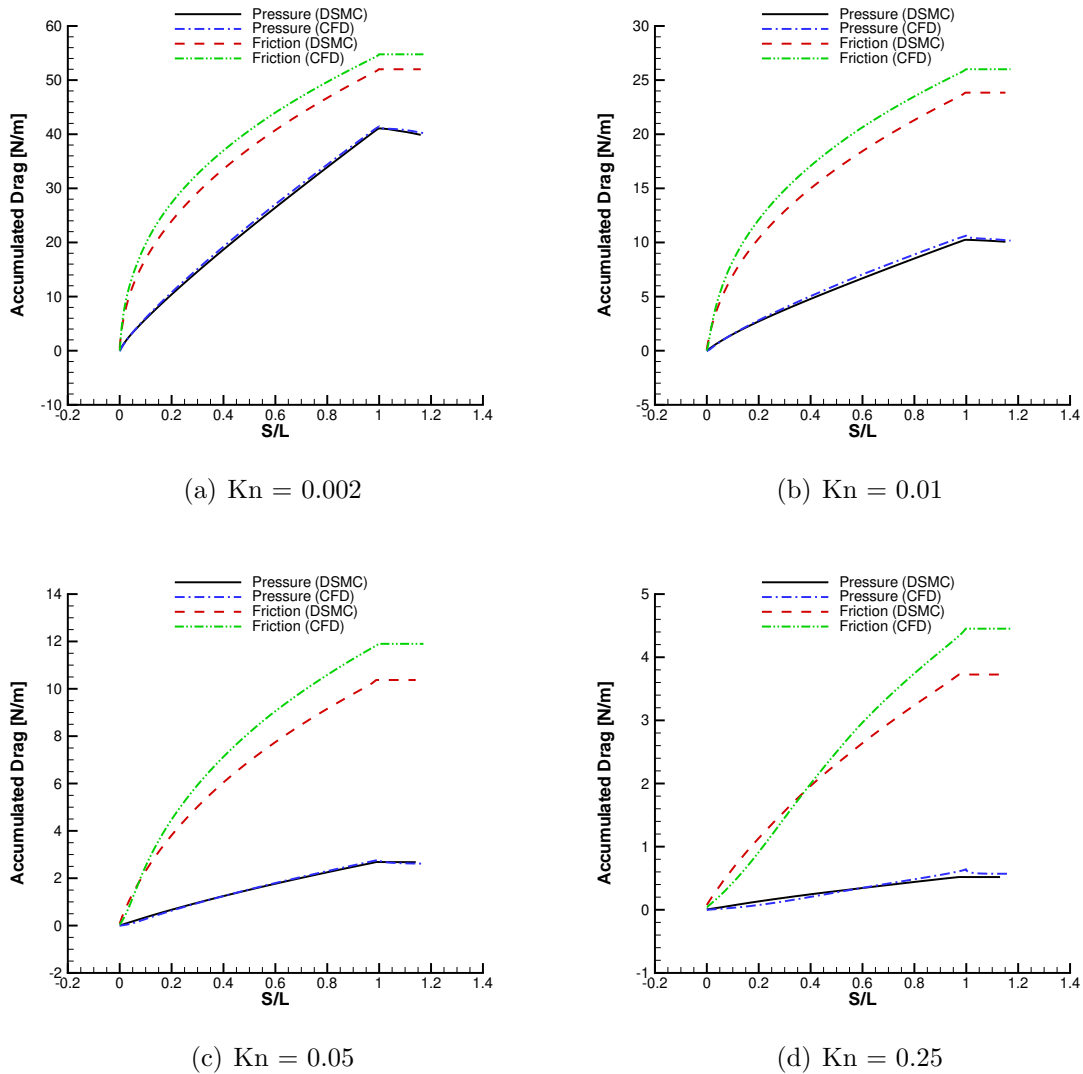 Pressure (DSMC)
Pressure (CFD)
Friction (DSMC)
Friction (CFD)
Accumulated Drag [N/m]
60
50
40
30
20
10
0
-10
-0.2 0 0.2 0.4 0.6 0.8 1 1.2 1.4
S/L
(a) Kn = 0.002
Pressure (DSMC)
Pressure (CFD)
Friction (DSMC)
Friction (CFD)
Accumulated Drag [N/m]
30
25
20
15
10
5
0
-5
-0.2 0 0.2 0.4 0.6 0.8 1 1.2 1.4
S/L
(b) Kn = 0.01
Pressure (DSMC)
Pressure (CFD)
Friction (DSMC)
Friction (CFD)
Accumulated Drag [N/m]
14
12
10
8
6
4
2
0
-2
-0.2 0 0.2 0.4 0.6 0.8 1 1.2 1.4
S/L
(c) Kn = 0.05
Pressure (DSMC)
Pressure (CFD)
Friction (DSMC)
Friction (CFD)
Accumulated Drag [N/m]
5
4
3
2
1
0
-1
-0.2 0 0.2 0.4 0.6 0.8 1 1.2 1.4
S/L
(d) Kn = 0.25